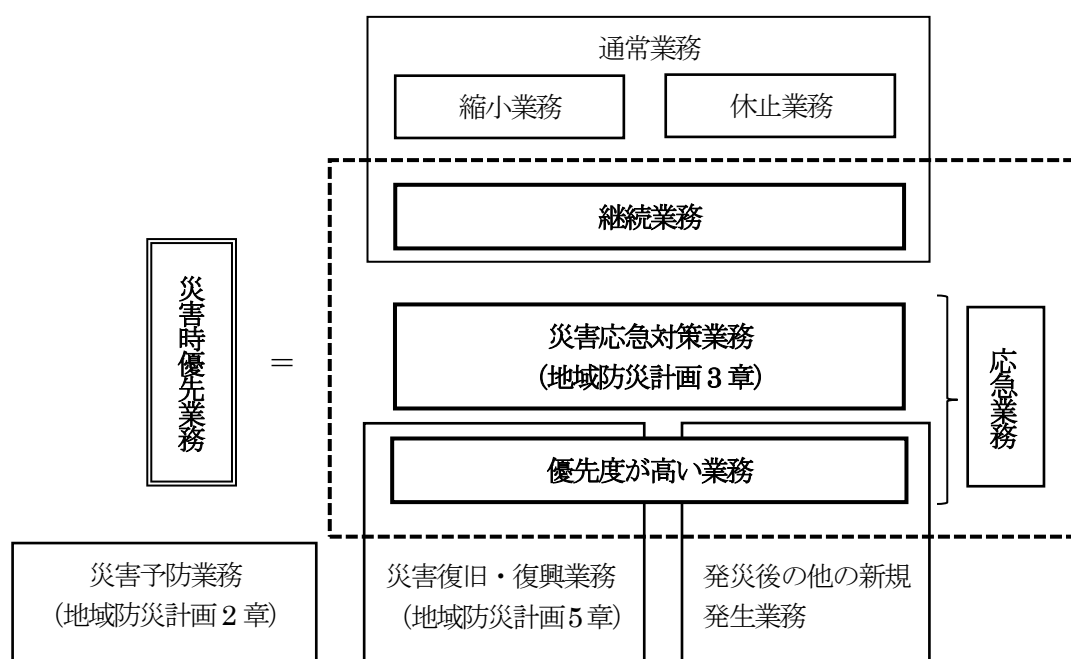 通常業務
縮小業務
休止業務
継続業務
災害時優先業務
＝
災害応急対策業務
（地域防災計画３章）
応急業務
優先度が高い業務
災害予防業務
（地域防災計画２章）
災害復旧・復興業務
（地域防災計画５章）
発災後の他の新規
発生業務